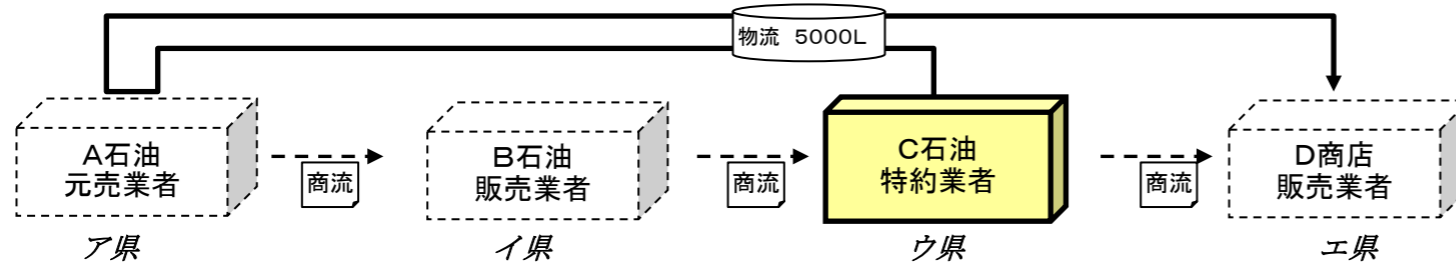 物流 5000L
A石油
元売業者
商流
B石油
販売業者
商流
C石油
特約業者
商流
D商店
販売業者
ア県
イ県
ウ県
エ県